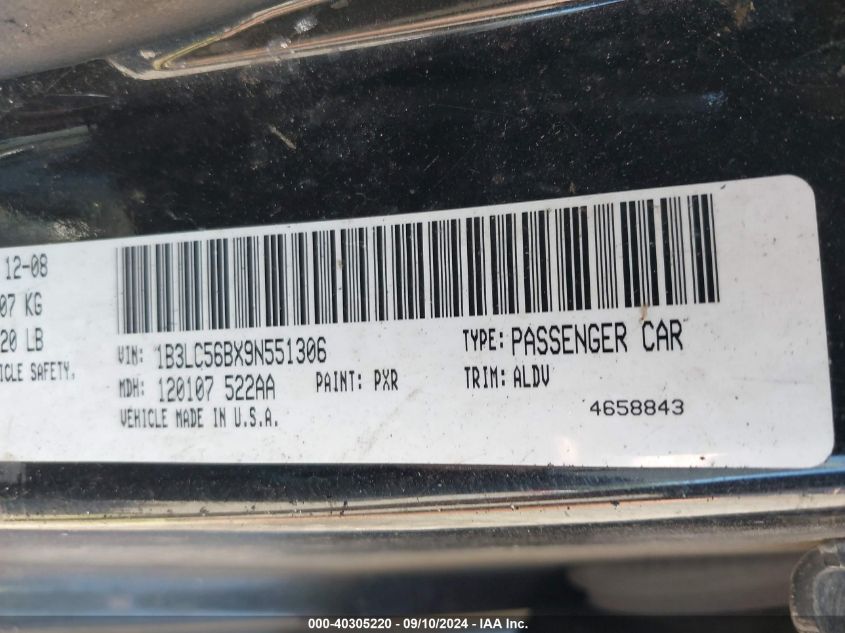 12-08
07 KG
20 LB
ICLE SAFETY.
VIN: 1B3LC56BX9N551306
TYPE: PASSENGER CAR
MDH: 120107 522AA
PAINT: PXR
TRIM: ALDV
VEHICLE MADE IN U.S.A.
4658843
000-40305220 - 09/10/2024 - IAA Inc.